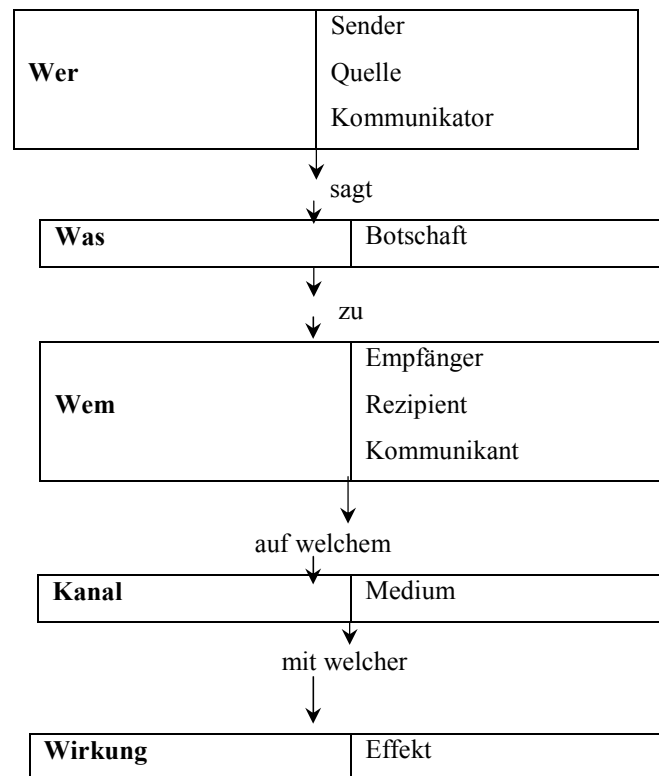 Wer
Sender
Quelle
Kommunikator
sagt
Was Botschaft
zu
Wem
Empfänger
Rezipient
Kommunikant
auf welchem
Kanal Medium
mit welcher
Wirkung Effekt